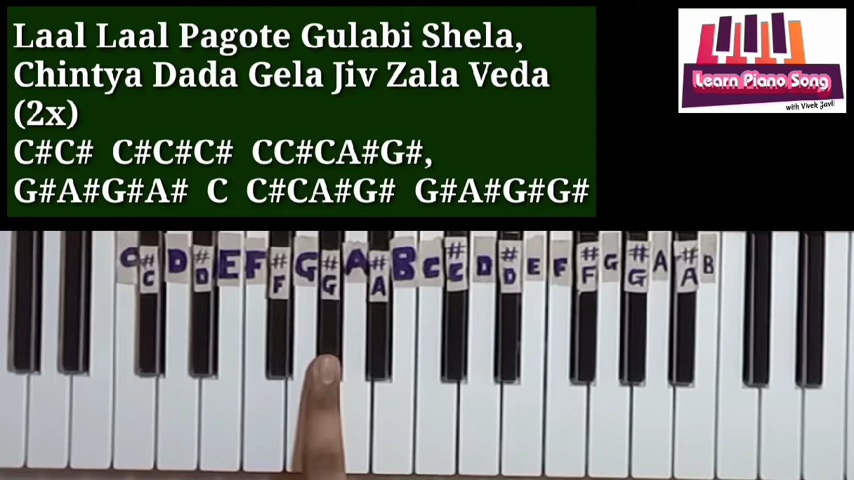 Laal Laal Pagote Gulabi Shela,
Chintya Dada Gela Jiv Zala Veda
(2x)
C#C# C#C#C# CC#CA#G#,
G#A#G#A# C C#CA#G# G#A#G#G#
Learn Piano Song
with Vivek Javli
C #C D #D E F #F G #G A #A B C #C D #D E F #F G #G A #A B